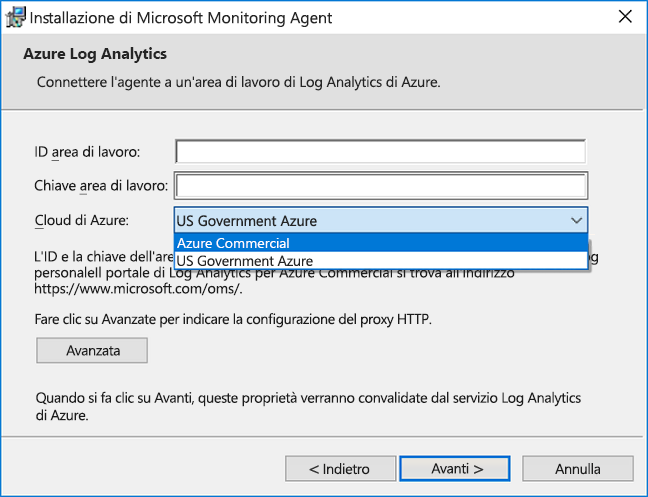 Installazione di Microsoft Monitoring Agent
Azure Log Analytics
Connettere l'agente a un'area di lavoro di Log Analytics di Azure.
ID area di lavoro:
Chiave area di lavoro:
Cloud di Azure:
US Government Azure
Azure Commercial
US Government Azure
L'ID e la chiave dell'are
personaleIl portale di Log Analytics per Azure Commercial si trova all'indirizzo
https://www.microsoft.com/oms/.
Fare clic su Avanzate per indicare la configurazione del proxy HTTP.
Avanzata
Quando si fa clic su Avanti, queste proprietà verranno convalidate dal servizio Log Analytics
di Azure.
< Indietro
Avanti >
Annulla